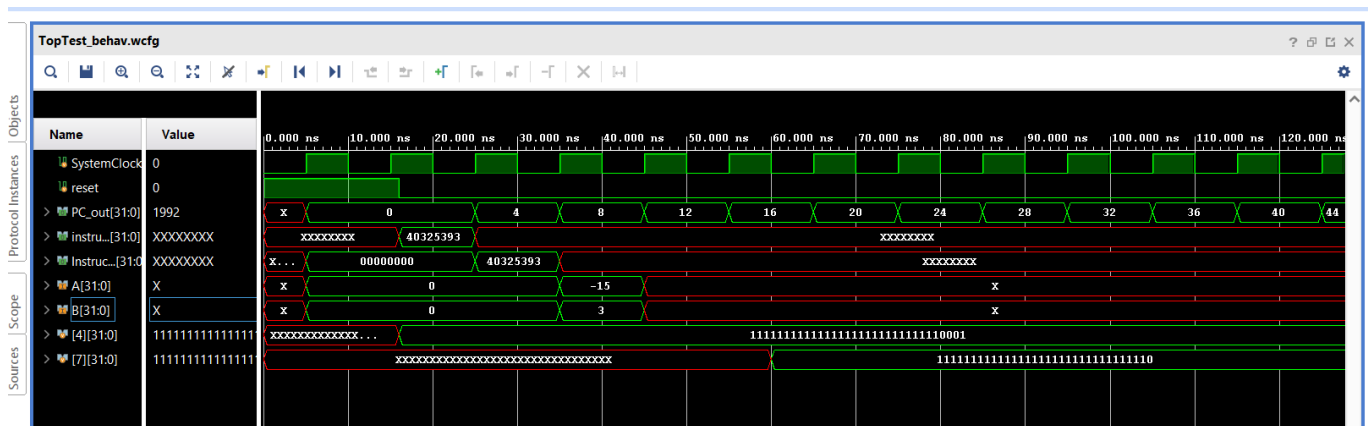 TopTest_behav.wcfg
Objects
Protocol Instances
Scope
Sources
Name Value
0.000 ns 10.000 ns 20.000 ns 30.000 ns 40.000 ns 50.000 ns 60.000 ns 70.000 ns 80.000 ns 90.000 ns 100.000 ns 110.000 ns 120.000 ns
SystemClock 0
reset 0
PC_out[31:0] 1992 X 0 4 8 12 16 20 24 28 32 36 40 44
instru...[31:0] XXXXXXXX XXXXXXXX 40325393 XXXXXXXX
Instruc...[31:0 XXXXXXXX X... 00000000 40325393 XXXXXXXX
A[31:0] X X 0 -15 X
B[31:0] X X 0 3 X
[4][31:0] 1111111111111111 XXXXXXXXXXXXX... 11111111111111111111111111110001
[7][31:0] 1111111111111111 XXXXXXXXXXXXXXXXXXXXXXXXXXXXXXXX 11111111111111111111111111111110